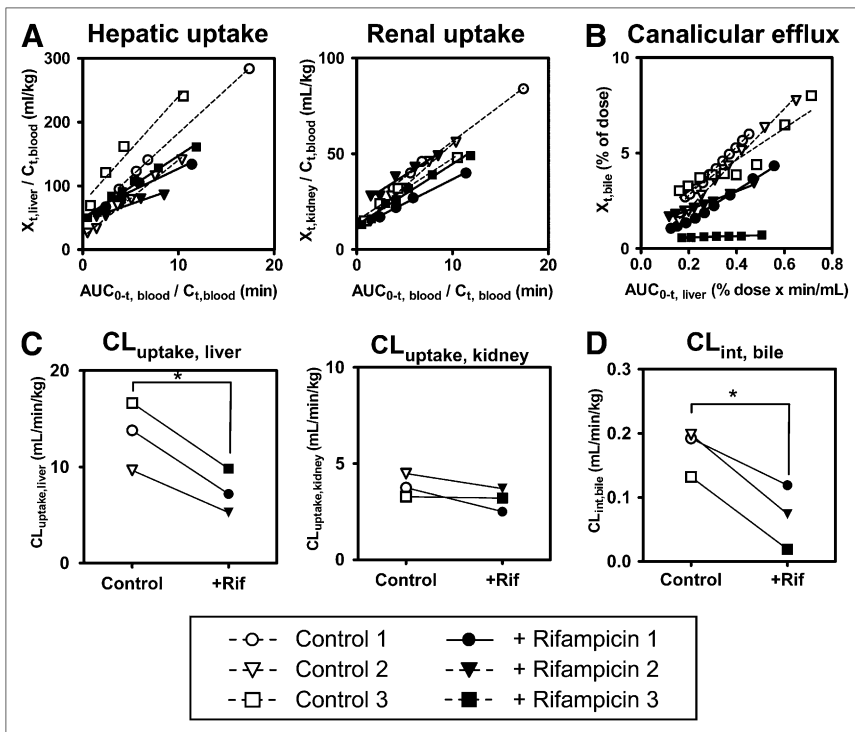 A Hepatic uptake Renal uptake B Canalicular efflux
X_t,liver / C_t,blood (ml/kg)
300
200
100
0
0 10 20
AUC_0-t, blood / C_t,blood (min)
X_t,kidney / C_t,blood (mL/kg)
100
50
0
0 10 20
AUC_0-t, blood / C_t, blood (min)
X_t,bile (% of dose)
10
5
0
0.0 0.2 0.4 0.6 0.8
AUC_0-t, liver (% dose x min/mL)
C CL_uptake, liver CL_uptake, kidney D CL_int, bile
CL_uptake,liver (mL/min/kg)
20
10
0
*
Control +Rif
CL_uptake,kidney (mL/min/kg)
10
5
0
Control +Rif
CL_int,bile (mL/min/kg)
0.3
0.2
0.1
0.0
*
Control +Rif
Control 1 + Rifampicin 1
Control 2 + Rifampicin 2
Control 3 + Rifampicin 3